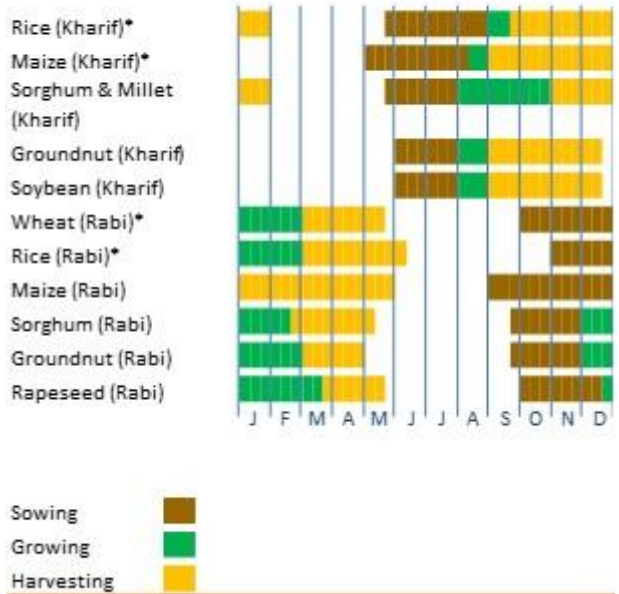 Rice (Kharif)*
Maize (Kharif)*
Sorghum & Millet
(Kharif)
Groundnut (Kharif)
Soybean (Kharif)
Wheat (Rabi)*
Rice (Rabi)*
Maize (Rabi)
Sorghum (Rabi)
Groundnut (Rabi)
Rapeseed (Rabi)
J F M A M J J A S O N D
Sowing
Growing
Harvesting